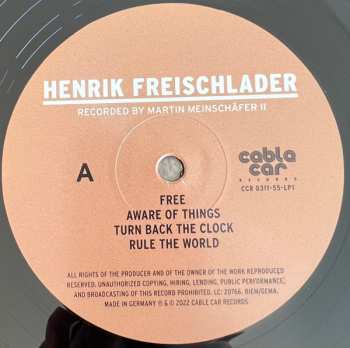 HENRIK FREISCHLADER
RECORDED BY MARTIN MEINSCHÄFER II
A
cabla
car
RECORDS
CCR 0311-55-LP1
FREE
AWARE OF THINGS
TURN BACK THE CLOCK
RULE THE WORLD
ALL RIGHTS OF THE PRODUCER AND OF THE OWNER OF THE WORK REPRODUCED
RESERVED. UNAUTHORIZED COPYING, HIRING, LENDING, PUBLIC PERFORMANCE,
AND BROADCASTING OF THIS RECORD PROHIBITED. LC: 20766. BIEM/GEMA.
MADE IN GERMANY ℗ & © 2022 CABLE CAR RECORDS.